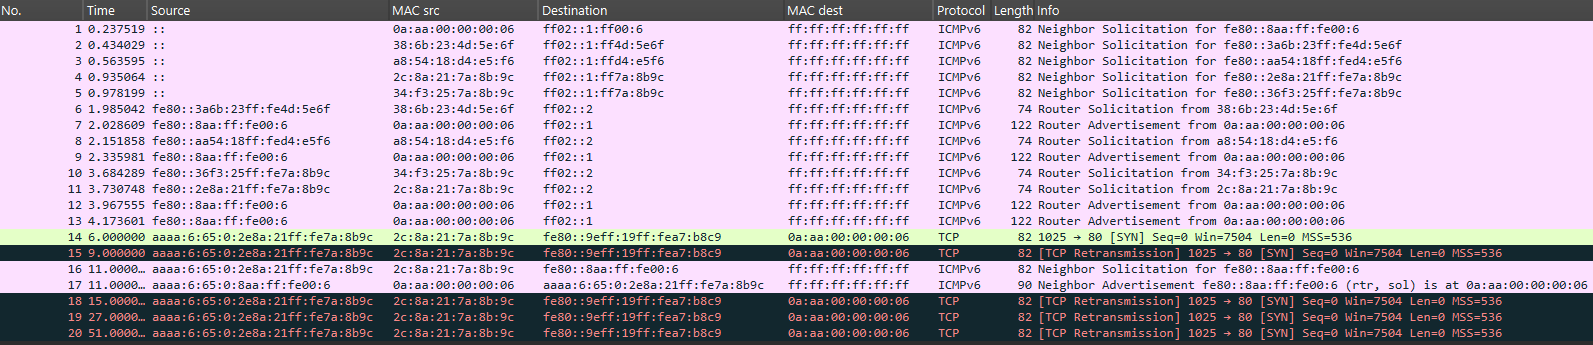 No. Time Source MAC src Destination MAC dest Protocol Length Info
1 0.237519 :: 0a:aa:00:00:00:06 ff02::1:ff00:6 ff:ff:ff:ff:ff:ff ICMPv6 82 Neighbor Solicitation for fe80::8aa:ff:fe00:6
2 0.434029 :: 38:6b:23:4d:5e:6f ff02::1:ff4d:5e6f ff:ff:ff:ff:ff:ff ICMPv6 82 Neighbor Solicitation for fe80::3a6b:23ff:fe4d:5e6f
3 0.563595 :: a8:54:18:d4:e5:f6 ff02::1:ffd4:e5f6 ff:ff:ff:ff:ff:ff ICMPv6 82 Neighbor Solicitation for fe80::aa54:18ff:fed4:e5f6
4 0.935064 :: 2c:8a:21:7a:8b:9c ff02::1:ff7a:8b9c ff:ff:ff:ff:ff:ff ICMPv6 82 Neighbor Solicitation for fe80::2e8a:21ff:fe7a:8b9c
5 0.978199 :: 34:f3:25:7a:8b:9c ff02::1:ff7a:8b9c ff:ff:ff:ff:ff:ff ICMPv6 82 Neighbor Solicitation for fe80::36f3:25ff:fe7a:8b9c
6 1.985042 fe80::3a6b:23ff:fe4d:5e6f 38:6b:23:4d:5e:6f ff02::2 ff:ff:ff:ff:ff:ff ICMPv6 74 Router Solicitation from 38:6b:23:4d:5e:6f
7 2.028609 fe80::8aa:ff:fe00:6 0a:aa:00:00:00:06 ff02::1 ff:ff:ff:ff:ff:ff ICMPv6 122 Router Advertisement from 0a:aa:00:00:00:06
8 2.151858 fe80::aa54:18ff:fed4:e5f6 a8:54:18:d4:e5:f6 ff02::2 ff:ff:ff:ff:ff:ff ICMPv6 74 Router Solicitation from a8:54:18:d4:e5:f6
9 2.335981 fe80::8aa:ff:fe00:6 0a:aa:00:00:00:06 ff02::1 ff:ff:ff:ff:ff:ff ICMPv6 122 Router Advertisement from 0a:aa:00:00:00:06
10 3.684289 fe80::36f3:25ff:fe7a:8b9c 34:f3:25:7a:8b:9c ff02::2 ff:ff:ff:ff:ff:ff ICMPv6 74 Router Solicitation from 34:f3:25:7a:8b:9c
11 3.730748 fe80::2e8a:21ff:fe7a:8b9c 2c:8a:21:7a:8b:9c ff02::2 ff:ff:ff:ff:ff:ff ICMPv6 74 Router Solicitation from 2c:8a:21:7a:8b:9c
12 3.967555 fe80::8aa:ff:fe00:6 0a:aa:00:00:00:06 ff02::1 ff:ff:ff:ff:ff:ff ICMPv6 122 Router Advertisement from 0a:aa:00:00:00:06
13 4.173601 fe80::8aa:ff:fe00:6 0a:aa:00:00:00:06 ff02::1 ff:ff:ff:ff:ff:ff ICMPv6 122 Router Advertisement from 0a:aa:00:00:00:06
14 6.000000 aaaa:6:65:0:2e8a:21ff:fe7a:8b9c 2c:8a:21:7a:8b:9c fe80::9eff:19ff:fea7:b8c9 0a:aa:00:00:00:06 TCP 82 1025 → 80 [SYN] Seq=0 Win=7504 Len=0 MSS=536
15 9.000000 aaaa:6:65:0:2e8a:21ff:fe7a:8b9c 2c:8a:21:7a:8b:9c fe80::9eff:19ff:fea7:b8c9 0a:aa:00:00:00:06 TCP 82 [TCP Retransmission] 1025 → 80 [SYN] Seq=0 Win=7504 Len=0 MSS=536
16 11.0000… aaaa:6:65:0:2e8a:21ff:fe7a:8b9c 2c:8a:21:7a:8b:9c fe80::8aa:ff:fe00:6 ff:ff:ff:ff:ff:ff ICMPv6 82 Neighbor Solicitation for fe80::8aa:ff:fe00:6
17 11.0000… aaaa:6:65:0:8aa:ff:fe00:6 0a:aa:00:00:00:06 aaaa:6:65:0:2e8a:21ff:fe7a:8b9c 2c:8a:21:7a:8b:9c ICMPv6 90 Neighbor Advertisement fe80::8aa:ff:fe00:6 (rtr, sol) is at 0a:aa:00:00:00:06
18 15.0000… aaaa:6:65:0:2e8a:21ff:fe7a:8b9c 2c:8a:21:7a:8b:9c fe80::9eff:19ff:fea7:b8c9 0a:aa:00:00:00:06 TCP 82 [TCP Retransmission] 1025 → 80 [SYN] Seq=0 Win=7504 Len=0 MSS=536
19 27.0000… aaaa:6:65:0:2e8a:21ff:fe7a:8b9c 2c:8a:21:7a:8b:9c fe80::9eff:19ff:fea7:b8c9 0a:aa:00:00:00:06 TCP 82 [TCP Retransmission] 1025 → 80 [SYN] Seq=0 Win=7504 Len=0 MSS=536
20 51.0000… aaaa:6:65:0:2e8a:21ff:fe7a:8b9c 2c:8a:21:7a:8b:9c fe80::9eff:19ff:fea7:b8c9 0a:aa:00:00:00:06 TCP 82 [TCP Retransmission] 1025 → 80 [SYN] Seq=0 Win=7504 Len=0 MSS=536